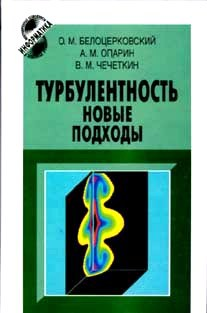 ИНФОРМАТИКА
О. М. БЕЛОЦЕРКОВСКИЙ
А. М. ОПАРИН
В. М. ЧЕЧЕТКИН
ТУРБУЛЕНТНОСТЬ
НОВЫЕ
ПОДХОДЫ